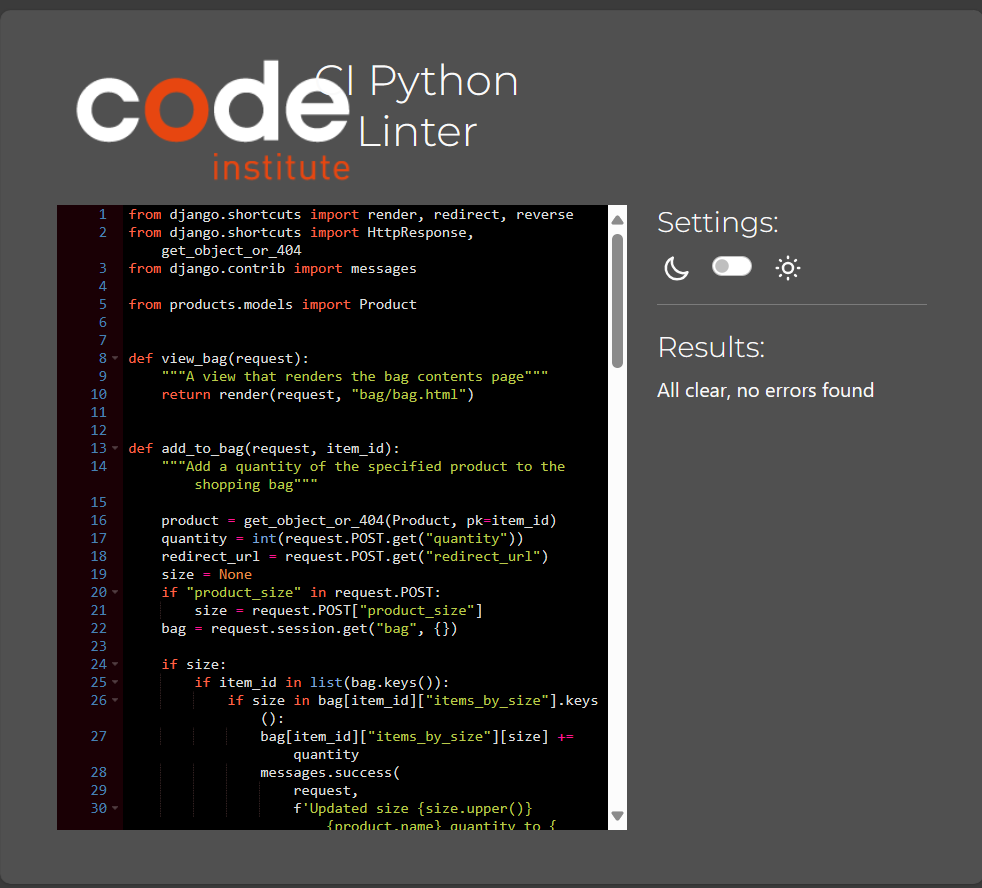 code
institute
CI Python
Linter
1 from django.shortcuts import render, redirect, reverse
2 from django.shortcuts import HttpResponse,
get_object_or_404
3 from django.contrib import messages
4
5 from products.models import Product
6
7
8 def view_bag(request):
9 """A view that renders the bag contents page"""
10 return render(request, "bag/bag.html")
11
12
13 def add_to_bag(request, item_id):
14 """Add a quantity of the specified product to the
shopping bag"""
15
16 product = get_object_or_404(Product, pk=item_id)
17 quantity = int(request.POST.get("quantity"))
18 redirect_url = request.POST.get("redirect_url")
19 size = None
20 if "product_size" in request.POST:
21 size = request.POST["product_size"]
22 bag = request.session.get("bag", {})
23
24 if size:
25 if item_id in list(bag.keys()):
26 if size in bag[item_id]["items_by_size"].keys
():
27 bag[item_id]["items_by_size"][size] +=
quantity
28 messages.success(
29 request,
30 f'Updated size {size.upper()}
{product.name} quantity to {
Settings:
Results:
All clear, no errors found